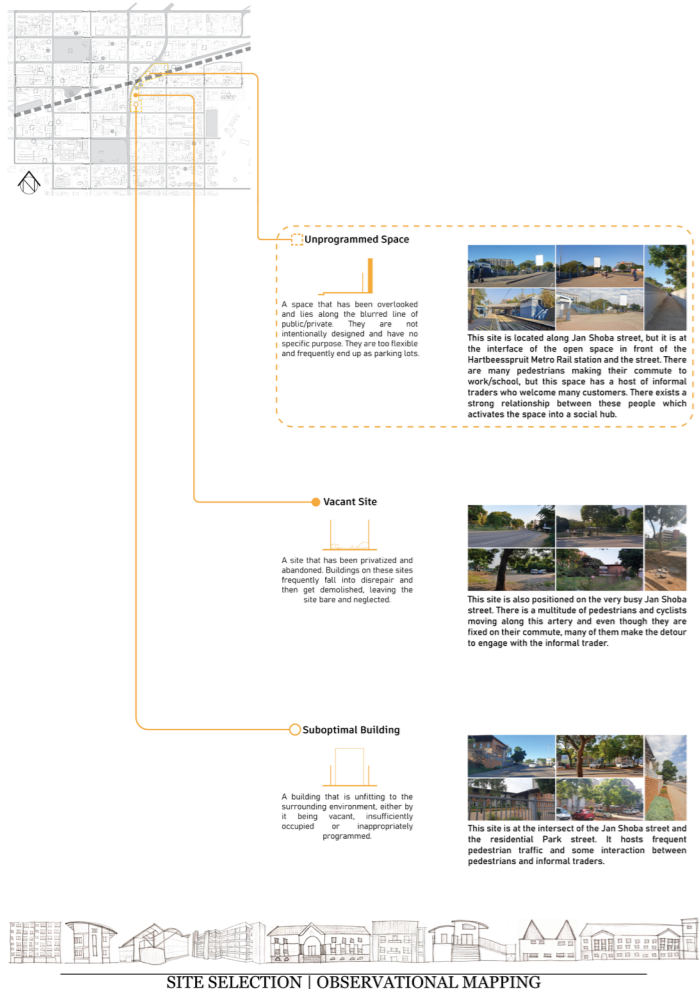 Unprogrammed Space
A space that has been overlooked
and lies along the blurred line of
public/private. They are not
intentionally designed and have no
specific purpose. They are too flexible
and frequently end up as parking lots.
This site is located along Jan Shoba street, but it is at
the interface of the open space in front of the
Hartbeesspruit Metro Rail station and the street. There
are many pedestrians making their commute to
work/school, but this space has a host of informal
traders who welcome many customers. There exists a
strong relationship between these people which
activates the space into a social hub.
Vacant Site
A site that has been privatized and
abandoned. Buildings on these sites
frequently fall into disrepair and
then get demolished, leaving the
site bare and neglected.
This site is also positioned on the very busy Jan Shoba
street. There is a multitude of pedestrians and cyclists
moving along this artery and even though they are
fixed on their commute, many of them make the detour
to engage with the informal trader.
Suboptimal Building
A building that is unfitting to the
surrounding environment, either by
it being vacant, insufficiently
occupied or inappropriately
programmed.
This site is at the intersect of the Jan Shoba street and
the residential Park street. It hosts frequent
pedestrian traffic and some interaction between
pedestrians and informal traders.
SITE SELECTION | OBSERVATIONAL MAPPING